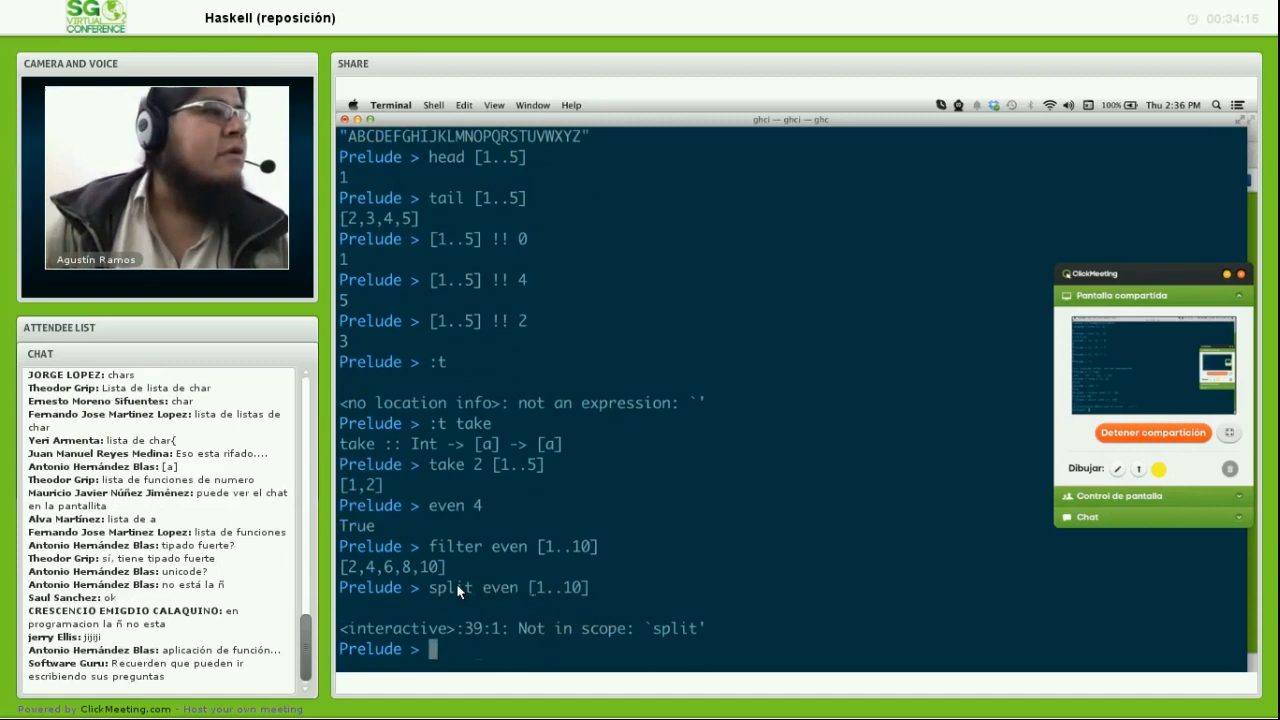 SG
VIRTUAL
CONFERENCE
Haskell (reposición)
00:34:15
CAMERA AND VOICE
Agustín Ramos
ATTENDEE LIST
CHAT
JORGE LOPEZ: chars
Theodor Grip: Lista de lista de char
Ernesto Moreno Sifuentes: char
Fernando Jose Martinez Lopez: lista de listas de
char
Yeri Armenta: lista de char{
Juan Manuel Reyes Medina: Eso esta rifado....
Antonio Hernández Blas: [a]
Theodor Grip: lista de funciones de numero
Mauricio Javier Núñez Jiménez: puede ver el chat
en la pantallita
Alva Martínez: lista de a
Fernando Jose Martinez Lopez: lista de funciones
Antonio Hernández Blas: tipado fuerte?
Theodor Grip: sí, tiene tipado fuerte
Antonio Hernández Blas: unicode?
Antonio Hernández Blas: no está la ñ
Saul Sanchez: ok
CRESCENCIO EMIGDIO CALAQUINO: en
programacion la ñ no esta
jerry Ellis: jijiji
Antonio Hernández Blas: aplicación de función...
Software Guru: Recuerden que pueden ir
escribiendo sus preguntas
Powered by ClickMeeting.com - Host your own meeting
SHARE
Terminal Shell Edit View Window Help
100% Thu 2:36 PM
ghci — ghci — ghc
"ABCDEFGHIJKLMNOPQRSTUVWXYZ"
Prelude > head [1..5]
1
Prelude > tail [1..5]
[2,3,4,5]
Prelude > [1..5] !! 0
1
Prelude > [1..5] !! 4
5
Prelude > [1..5] !! 2
3
Prelude > :t
<no location info>: not an expression: `'
Prelude > :t take
take :: Int -> [a] -> [a]
Prelude > take 2 [1..5]
[1,2]
Prelude > even 4
True
Prelude > filter even [1..10]
[2,4,6,8,10]
Prelude > split even [1..10]
<interactive>:39:1: Not in scope: `split'
Prelude >
ClickMeeting
Pantalla compartida
Detener compartición
Dibujar:
Control de pantalla
Chat